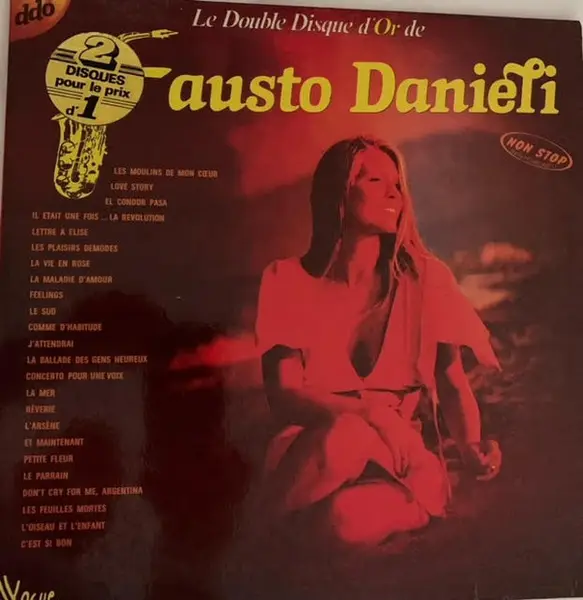 ddo
Le Double Disque d'Or de
2
DISQUES
pour le prix
d'1
Fausto Danieli
NON STOP
LES MOULINS DE MON CŒUR
LOVE STORY
EL CONDOR PASA
IL ETAIT UNE FOIS ... LA REVOLUTION
LETTRE A ELISE
LES PLAISIRS DEMODES
LA VIE EN ROSE
LA MALADIE D'AMOUR
FEELINGS
LE SUD
COMME D'HABITUDE
J'ATTENDRAI
LA BALLADE DES GENS HEUREUX
CONCERTO POUR UNE VOIX
LA MER
RÊVERIE
L'ARSÈNE
ET MAINTENANT
PETITE FLEUR
LE PARRAIN
DON'T CRY FOR ME, ARGENTINA
LES FEUILLES MORTES
L'OISEAU ET L'ENFANT
C'EST SI BON
Vogue